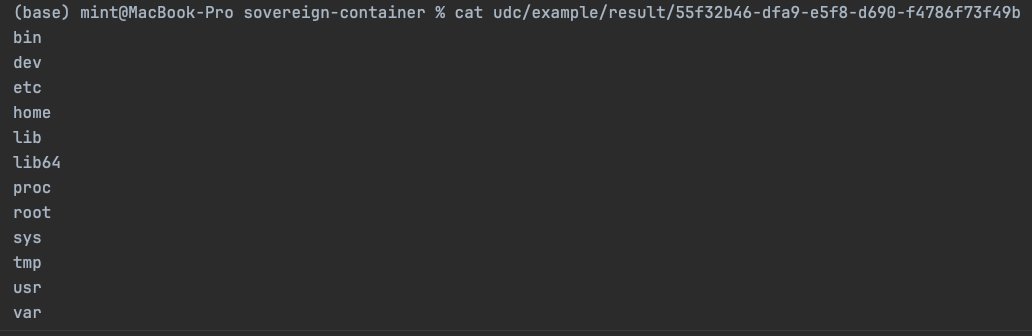 (base) mint@MacBook-Pro sovereign-container % cat udc/example/result/55f32b46-dfa9-e5f8-d690-f4786f73f49b
bin
dev
etc
home
lib
lib64
proc
root
sys
tmp
usr
var